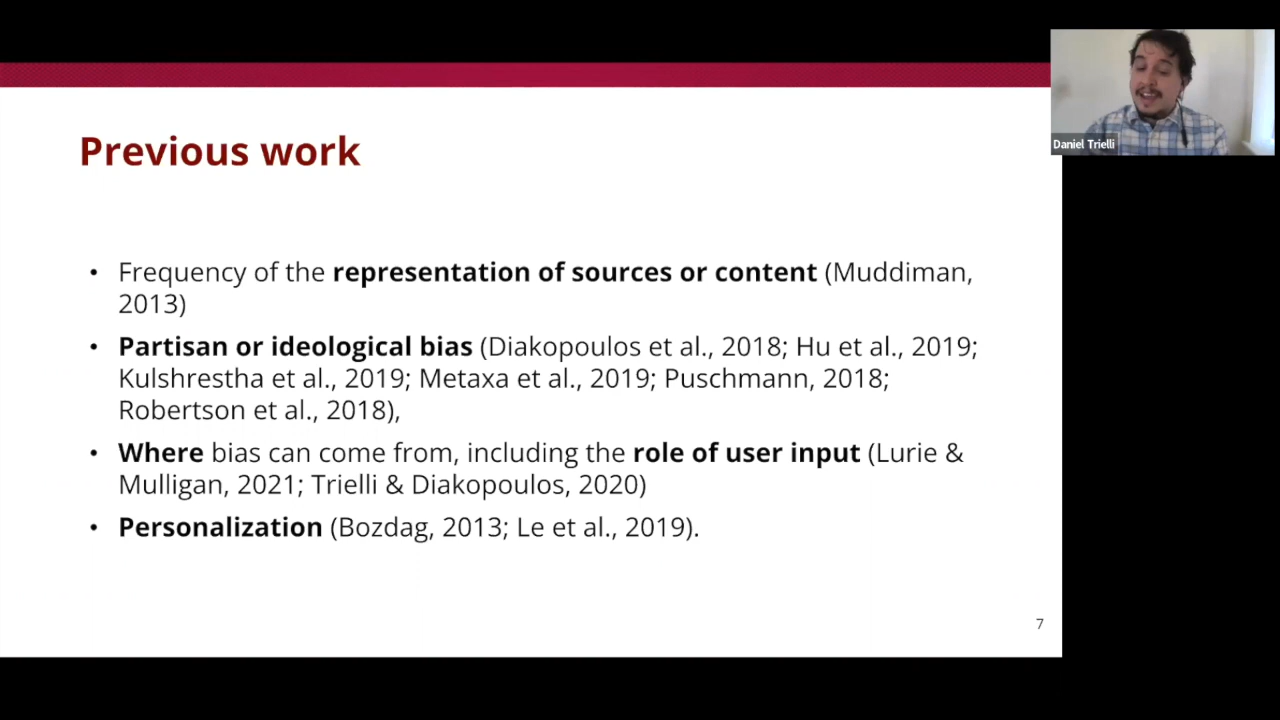 Previous work
• Frequency of the representation of sources or content (Muddiman,
2013)
• Partisan or ideological bias (Diakopoulos et al., 2018; Hu et al., 2019;
Kulshrestha et al., 2019; Metaxa et al., 2019; Puschmann, 2018;
Robertson et al., 2018),
• Where bias can come from, including the role of user input (Lurie &
Mulligan, 2021; Trielli & Diakopoulos, 2020)
• Personalization (Bozdag, 2013; Le et al., 2019).
7
Daniel Trielli